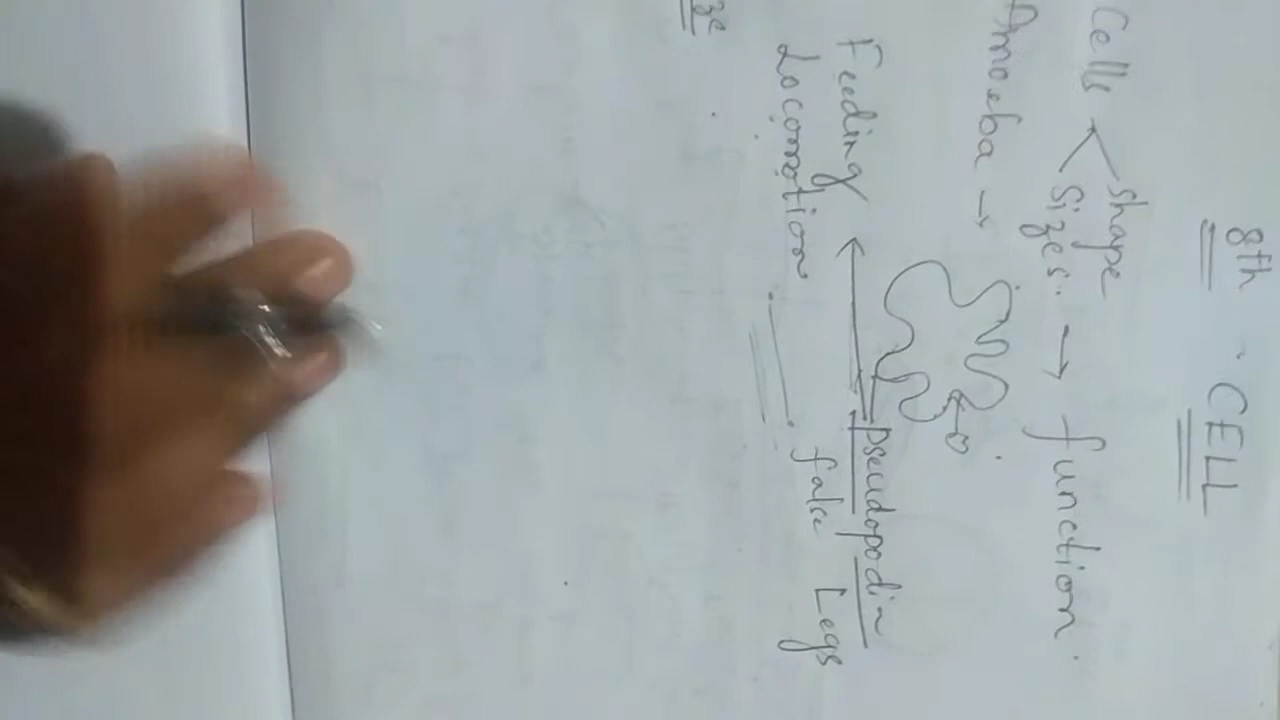 8th . CELL
Cells < shape
sizes. → function.
Amoeba →
pseudopodia
Feeding ← false Legs
Locomotion